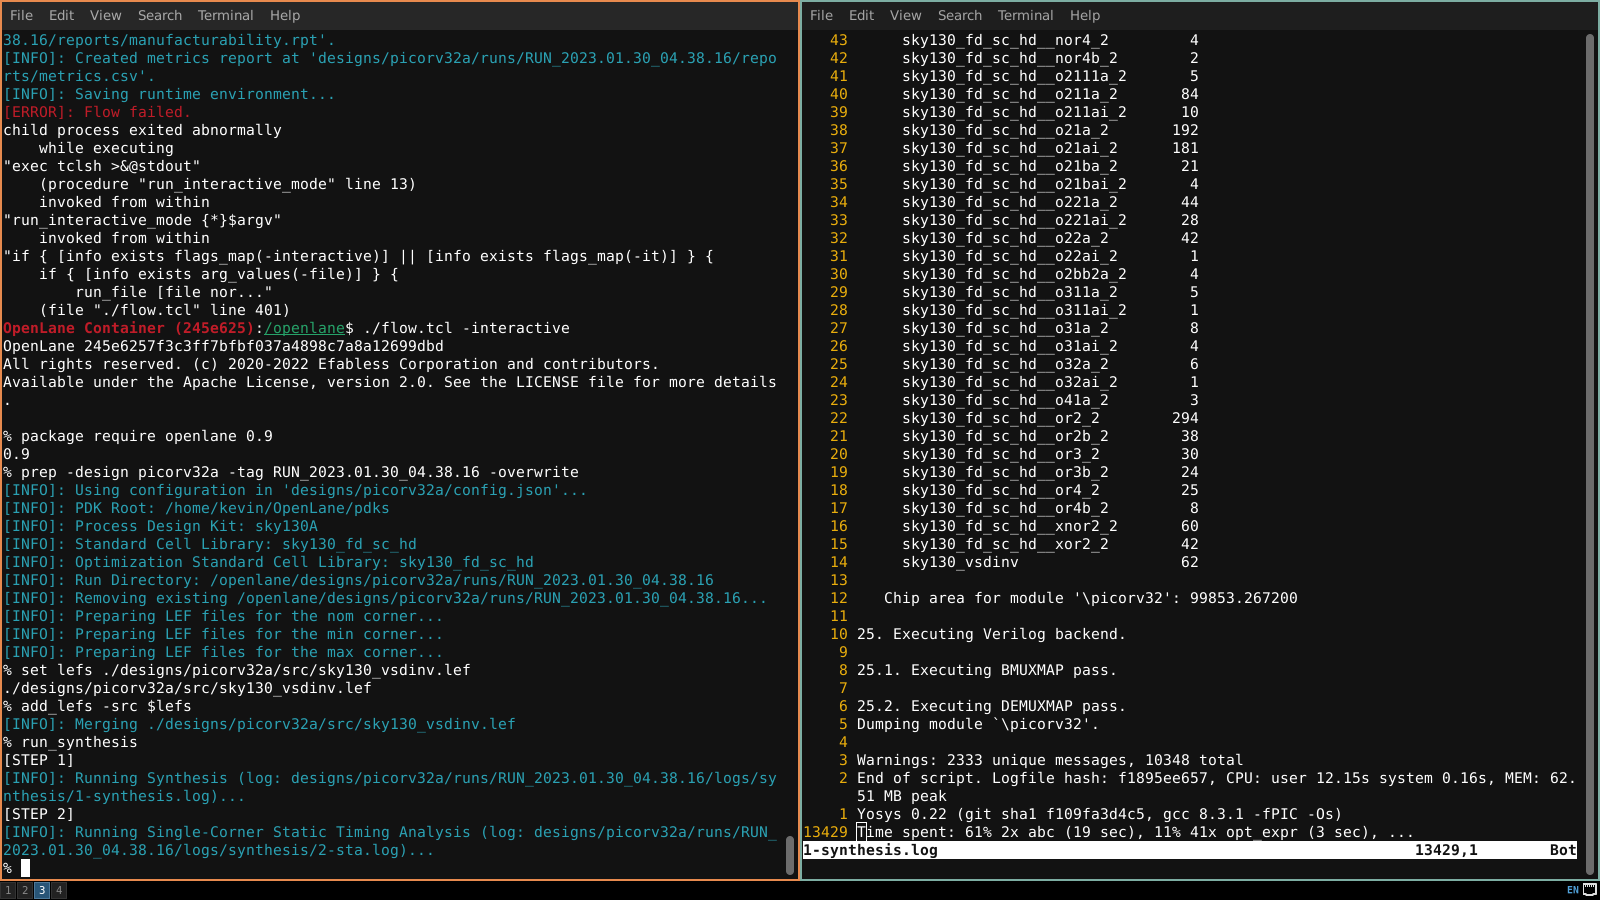 File Edit View Search Terminal Help
38.16/reports/manufacturability.rpt'.
[INFO]: Created metrics report at 'designs/picorv32a/runs/RUN_2023.01.30_04.38.16/repo
rts/metrics.csv'.
[INFO]: Saving runtime environment...
[ERROR]: Flow failed.
child process exited abnormally
    while executing
"exec tclsh >&@stdout"
    (procedure "run_interactive_mode" line 13)
    invoked from within
"run_interactive_mode {*}$argv"
    invoked from within
"if { [info exists flags_map(-interactive)] || [info exists flags_map(-it)] } {
    if { [info exists arg_values(-file)] } {
        run_file [file nor..."
    (file "./flow.tcl" line 401)
OpenLane Container (245e625):/openlane$ ./flow.tcl -interactive
OpenLane 245e6257f3c3ff7bfbf037a4898c7a8a12699dbd
All rights reserved. (c) 2020-2022 Efabless Corporation and contributors.
Available under the Apache License, version 2.0. See the LICENSE file for more details
.
% package require openlane 0.9
0.9
% prep -design picorv32a -tag RUN_2023.01.30_04.38.16 -overwrite
[INFO]: Using configuration in 'designs/picorv32a/config.json'...
[INFO]: PDK Root: /home/kevin/OpenLane/pdks
[INFO]: Process Design Kit: sky130A
[INFO]: Standard Cell Library: sky130_fd_sc_hd
[INFO]: Optimization Standard Cell Library: sky130_fd_sc_hd
[INFO]: Run Directory: /openlane/designs/picorv32a/runs/RUN_2023.01.30_04.38.16
[INFO]: Removing existing /openlane/designs/picorv32a/runs/RUN_2023.01.30_04.38.16...
[INFO]: Preparing LEF files for the nom corner...
[INFO]: Preparing LEF files for the min corner...
[INFO]: Preparing LEF files for the max corner...
% set lefs ./designs/picorv32a/src/sky130_vsdinv.lef
./designs/picorv32a/src/sky130_vsdinv.lef
% add_lefs -src $lefs
[INFO]: Merging ./designs/picorv32a/src/sky130_vsdinv.lef
% run_synthesis
[STEP 1]
[INFO]: Running Synthesis (log: designs/picorv32a/runs/RUN_2023.01.30_04.38.16/logs/sy
nthesis/1-synthesis.log)...
[STEP 2]
[INFO]: Running Single-Corner Static Timing Analysis (log: designs/picorv32a/runs/RUN_
2023.01.30_04.38.16/logs/synthesis/2-sta.log)...
%
File Edit View Search Terminal Help
43 sky130_fd_sc_hd__nor4_2 4
42 sky130_fd_sc_hd__nor4b_2 2
41 sky130_fd_sc_hd__o2111a_2 5
40 sky130_fd_sc_hd__o211a_2 84
39 sky130_fd_sc_hd__o211ai_2 10
38 sky130_fd_sc_hd__o21a_2 192
37 sky130_fd_sc_hd__o21ai_2 181
36 sky130_fd_sc_hd__o21ba_2 21
35 sky130_fd_sc_hd__o21bai_2 4
34 sky130_fd_sc_hd__o221a_2 44
33 sky130_fd_sc_hd__o221ai_2 28
32 sky130_fd_sc_hd__o22a_2 42
31 sky130_fd_sc_hd__o22ai_2 1
30 sky130_fd_sc_hd__o2bb2a_2 4
29 sky130_fd_sc_hd__o311a_2 5
28 sky130_fd_sc_hd__o311ai_2 1
27 sky130_fd_sc_hd__o31a_2 8
26 sky130_fd_sc_hd__o31ai_2 4
25 sky130_fd_sc_hd__o32a_2 6
24 sky130_fd_sc_hd__o32ai_2 1
23 sky130_fd_sc_hd__o41a_2 3
22 sky130_fd_sc_hd__or2_2 294
21 sky130_fd_sc_hd__or2b_2 38
20 sky130_fd_sc_hd__or3_2 30
19 sky130_fd_sc_hd__or3b_2 24
18 sky130_fd_sc_hd__or4_2 25
17 sky130_fd_sc_hd__or4b_2 8
16 sky130_fd_sc_hd__xnor2_2 60
15 sky130_fd_sc_hd__xor2_2 42
14 sky130_vsdinv 62
13
12 Chip area for module '\picorv32': 99853.267200
11
10 25. Executing Verilog backend.
9
8 25.1. Executing BMUXMAP pass.
7
6 25.2. Executing DEMUXMAP pass.
5 Dumping module `\picorv32'.
4
3 Warnings: 2333 unique messages, 10348 total
2 End of script. Logfile hash: f1895ee657, CPU: user 12.15s system 0.16s, MEM: 62.
51 MB peak
1 Yosys 0.22 (git sha1 f109fa3d4c5, gcc 8.3.1 -fPIC -Os)
13429 Time spent: 61% 2x abc (19 sec), 11% 41x opt_expr (3 sec), ...
1-synthesis.log 13429,1 Bot
1 2 3 4 EN